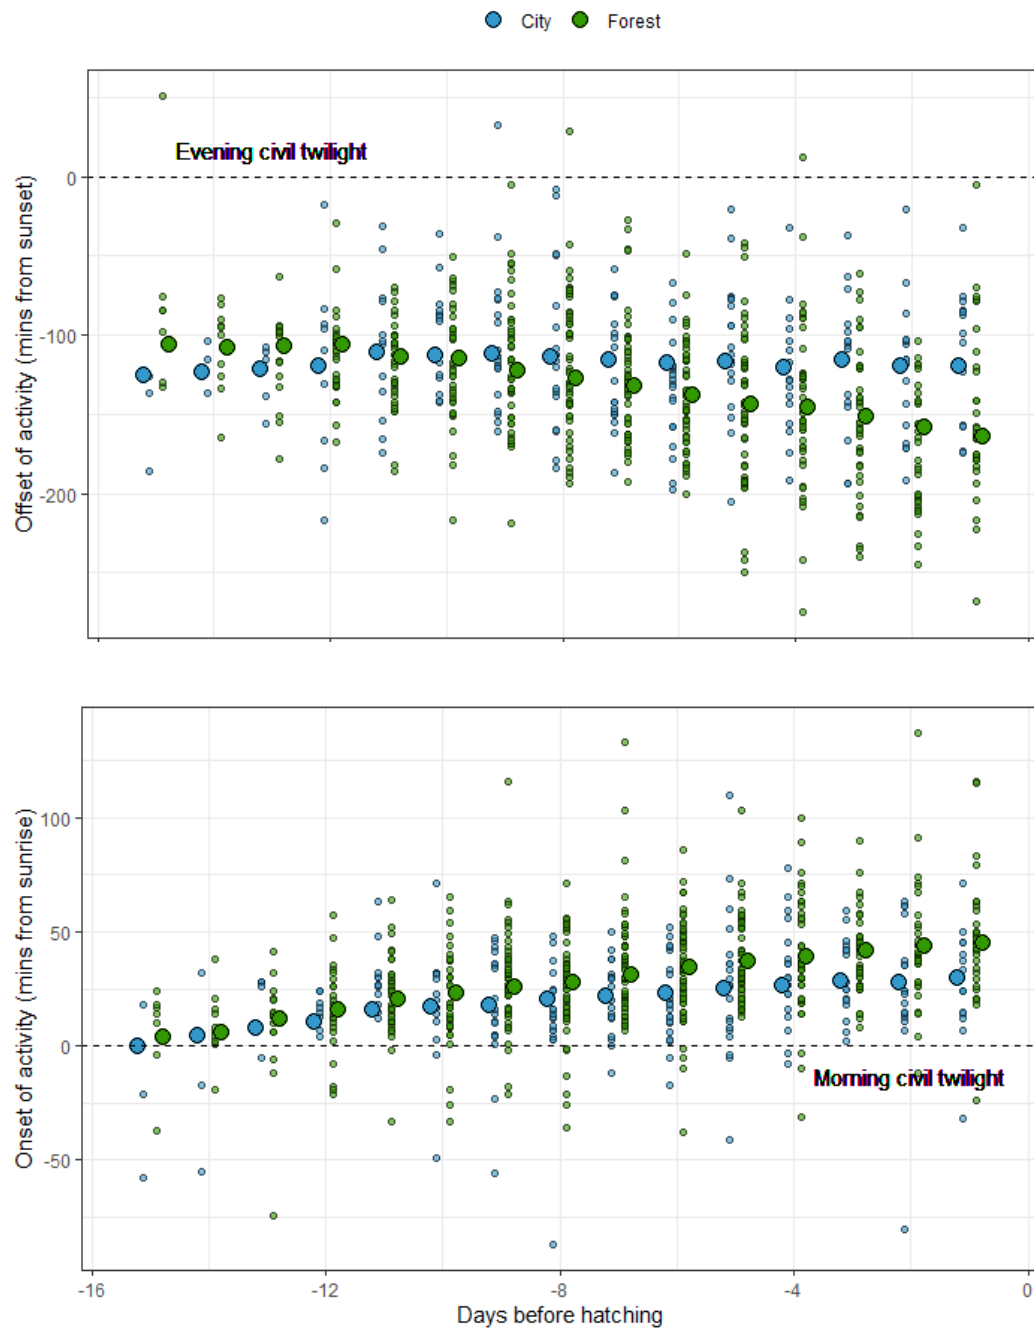 City Forest
Evening civil twilight
Offset of activity (mins from sunset)
0
-100
-200
Onset of activity (mins from sunrise)
100
50
0
-50
Morning civil twilight
-16 -12 -8 -4 0
Days before hatching